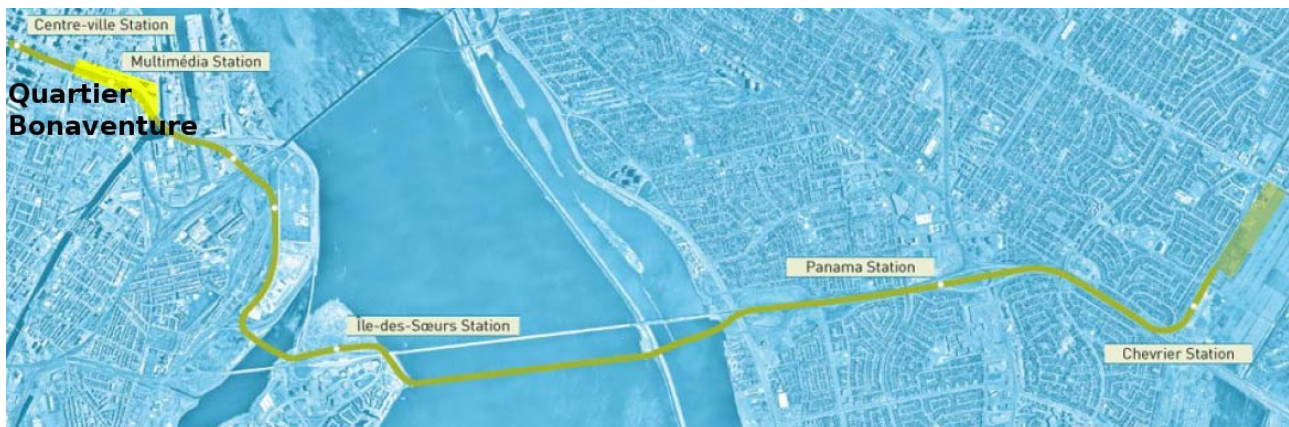 Centre-ville Station
Multimédia Station
Quartier
Bonaventure
Île-des-Sœurs Station
Panama Station
Chevrier Station